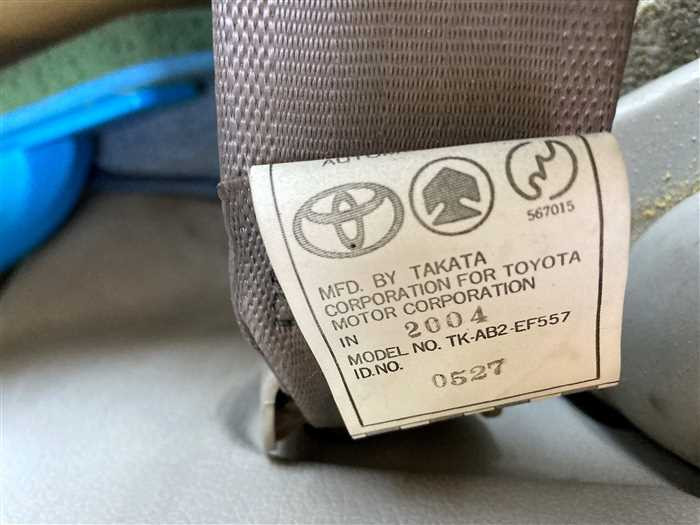 567015
MFD. BY TAKATA
CORPORATION FOR TOYOTA
MOTOR CORPORATION
IN 2004
MODEL NO. TK-AB2-EF557
ID.NO. 0527